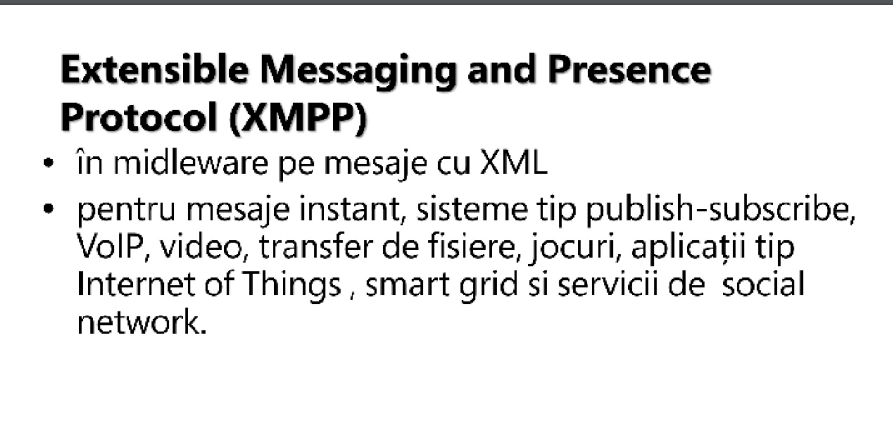 Extensible Messaging and Presence
Protocol (XMPP)
• în midleware pe mesaje cu XML
• pentru mesaje instant, sisteme tip publish-subscribe,
VoIP, video, transfer de fisiere, jocuri, aplicații tip
Internet of Things , smart grid si servicii de social
network.